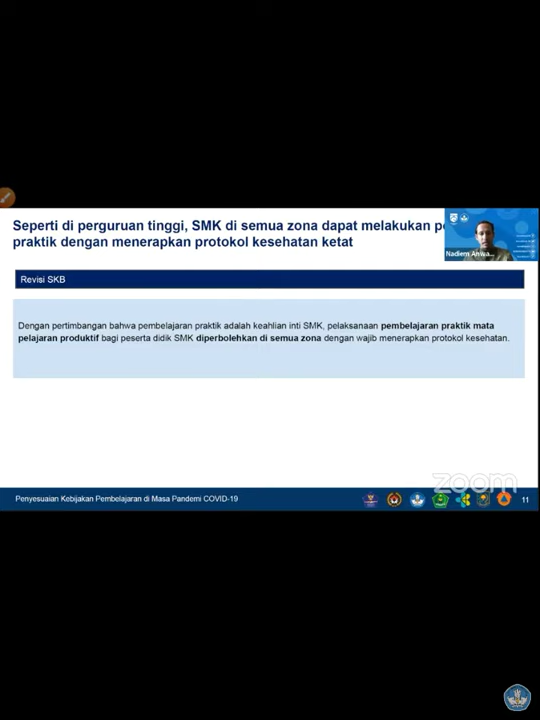 Seperti di perguruan tinggi, SMK di semua zona dapat melakukan
praktik dengan menerapkan protokol kesehatan ketat
Nadiem Anwa...
Revisi SKB
Dengan pertimbangan bahwa pembelajaran praktik adalah keahlian inti SMK, pelaksanaan pembelajaran praktik mata
pelajaran produktif bagi peserta didik SMK diperbolehkan di semua zona dengan wajib menerapkan protokol kesehatan.
zoom
Penyesuaian Kebijakan Pembelajaran di Masa Pandemi COVID-19
11